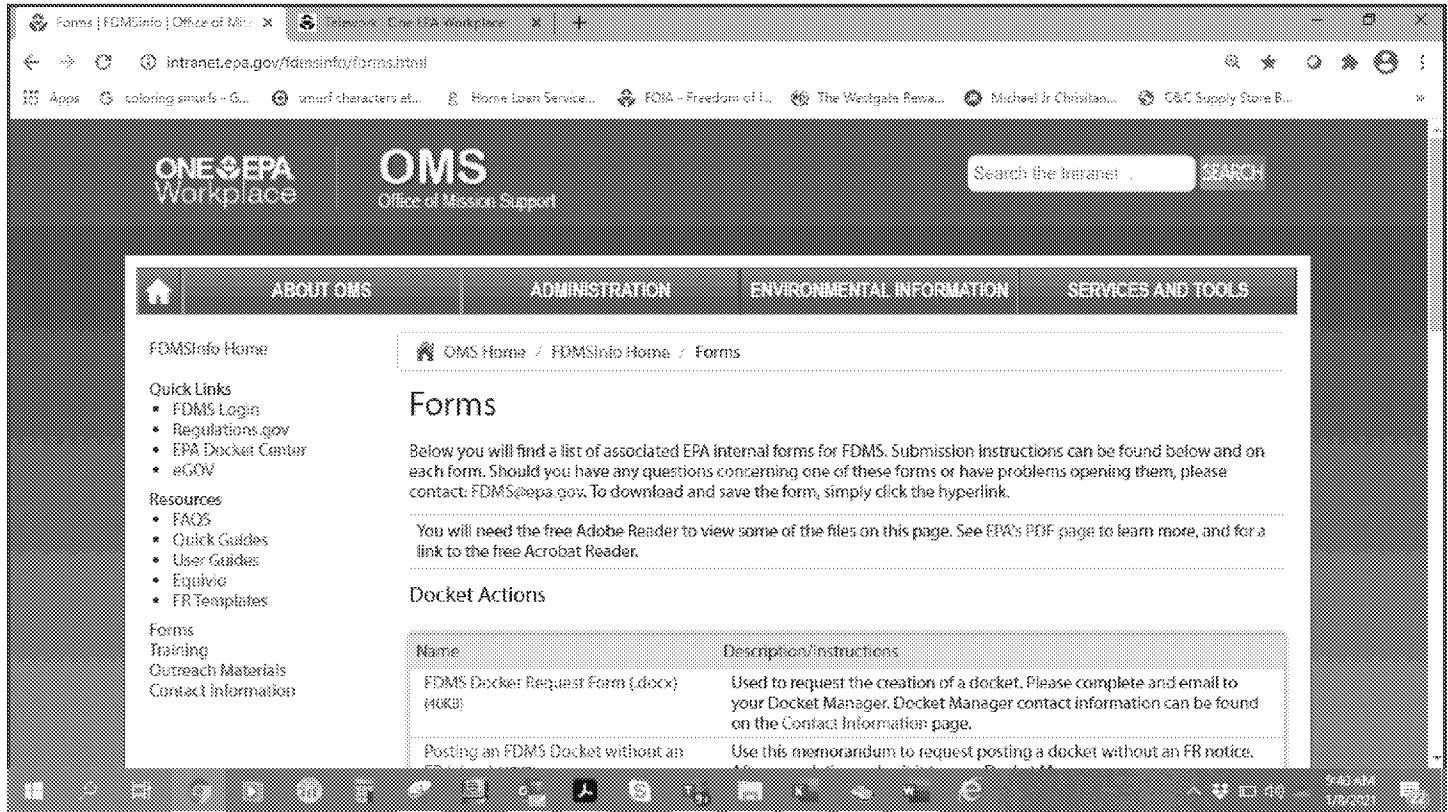 Forms | FDMSinfo | Office of Miss
Telework | One EPA Workplace
intranet.epa.gov/fdmsinfo/forms.html
Apps
coloring smurfs - G...
smurf characters at...
Home Loan Service...
FOIA - Freedom of I...
The Westgate Rewa...
Michael Jr Chrisitan...
C&C Supply Store B...
ONE EPA
Workplace
OMS
Office of Mission Support
Search the Intranet
SEARCH
ABOUT OMS
ADMINISTRATION
ENVIRONMENTAL INFORMATION
SERVICES AND TOOLS
FDMSInfo Home
Quick Links
• FDMS Login
• Regulations.gov
• EPA Docket Center
• eGOV
Resources
• FAQS
• Quick Guides
• User Guides
• Equivio
• FR Templates
Forms
Training
Outreach Materials
Contact Information
OMS Home / FDMSInfo Home / Forms
Forms
Below you will find a list of associated EPA internal forms for FDMS. Submission instructions can be found below and on
each form. Should you have any questions concerning one of these forms or have problems opening them, please
contact: FDMS@epa.gov. To download and save the form, simply click the hyperlink.
You will need the free Adobe Reader to view some of the files on this page. See EPA's PDF page to learn more, and for a
link to the free Acrobat Reader.
Docket Actions
Name
Description/Instructions
FDMS Docket Request Form (.docx)
(40KB)
Used to request the creation of a docket. Please complete and email to
your Docket Manager. Docket Manager contact information can be found
on the Contact Information page.
Posting an FDMS Docket without an
Use this memorandum to request posting a docket without an FR notice.
9:42 AM